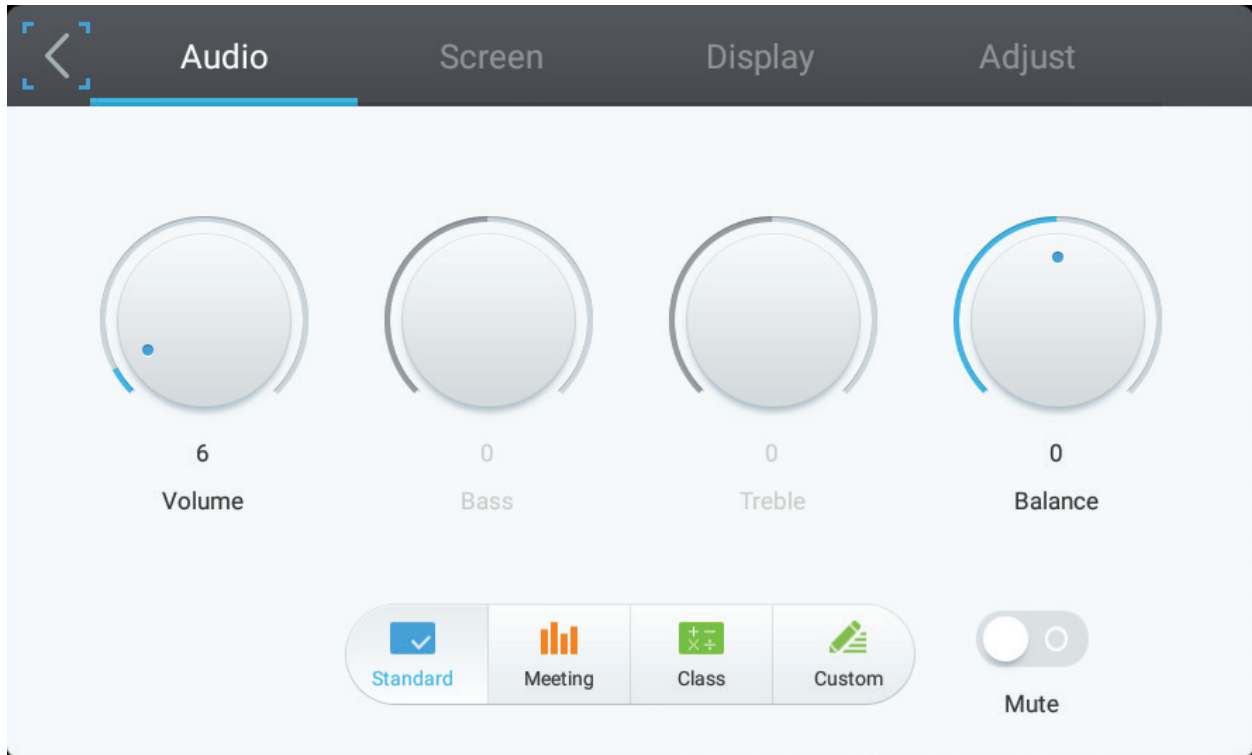 Audio Screen Display Adjust
6 0 0 0
Volume Bass Treble Balance
Standard Meeting Class Custom
Mute